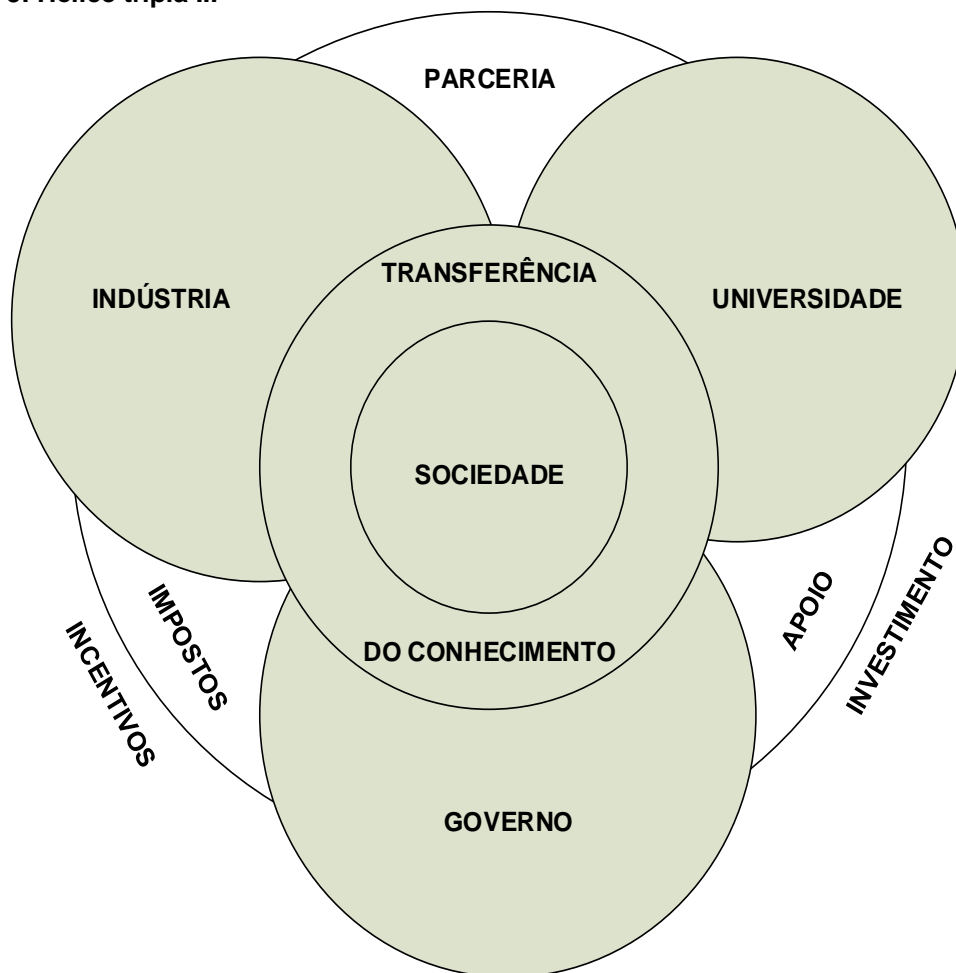 PARCERIA
TRANSFERÊNCIA
INDÚSTRIA
UNIVERSIDADE
SOCIEDADE
IMPOSTOS
INCENTIVOS
APOIO
INVESTIMENTO
DO CONHECIMENTO
GOVERNO